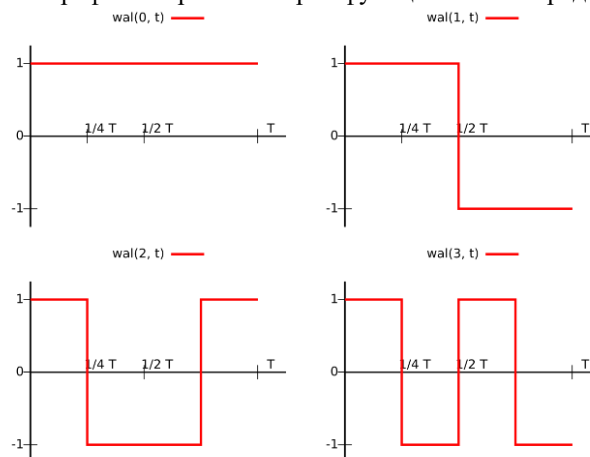 wal(0, t)
wal(1, t)
1
0
-1
1/4 T
1/2 T
T
1
0
-1
1/4 T
1/2 T
T
wal(2, t)
wal(3, t)
1
0
-1
1/4 T
1/2 T
T
1
0
-1
1/4 T
1/2 T
T